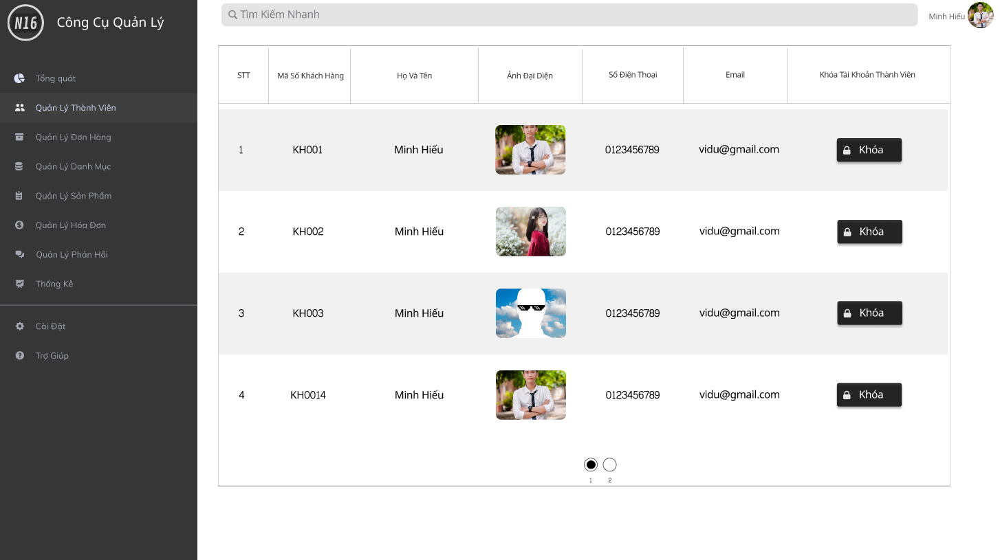 N16
Công Cụ Quản Lý
Tìm Kiếm Nhanh
Minh Hiếu
Tổng quát
Quản Lý Thành Viên
Quản Lý Đơn Hàng
Quản Lý Danh Mục
Quản Lý Sản Phẩm
Quản Lý Hóa Đơn
Quản Lý Phản Hồi
Thống Kê
Cài Đặt
Trợ Giúp
STT Mã Số Khách Hàng Họ Và Tên Ảnh Đại Diện Số Điện Thoại Email Khóa Tài Khoản Thành Viên
1 KH001 Minh Hiếu 0123456789 vidu@gmail.com Khóa
2 KH002 Minh Hiếu 0123456789 vidu@gmail.com Khóa
3 KH003 Minh Hiếu 0123456789 vidu@gmail.com Khóa
4 KH0014 Minh Hiếu 0123456789 vidu@gmail.com Khóa
1 2